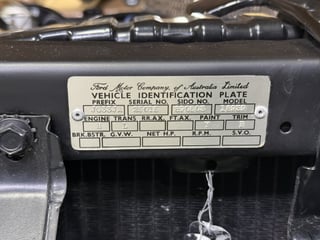 Ford Motor Company of Australia Limited
VEHICLE IDENTIFICATION PLATE
PREFIX SERIAL NO. SIDO NO. MODEL
ENGINE TRANS RR.AX. FT.AX. PAINT TRIM
BRK.BSTR. G.V.W. NET H.P. R.P.M. S.V.O.